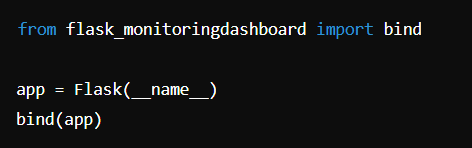 from flask_monitoringdashboard import bind
app = Flask(__name__)
bind(app)